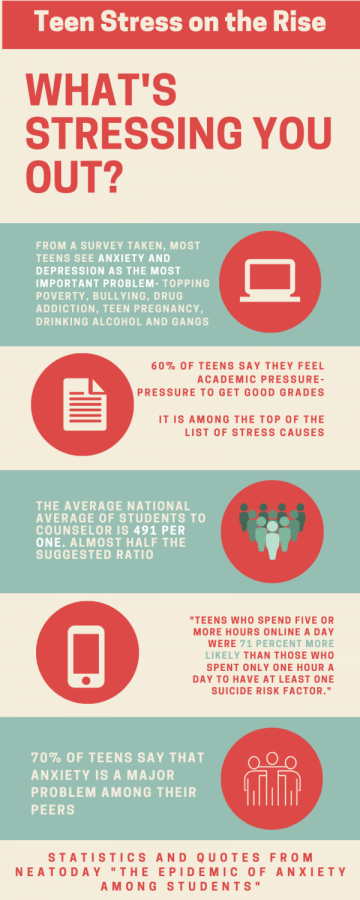 Teen Stress on the Rise
WHAT'S
STRESSING YOU
OUT?
FROM A SURVEY TAKEN, MOST
TEENS SEE ANXIETY AND
DEPRESSION AS THE MOST
IMPORTANT PROBLEM- TOPPING
POVERTY, BULLYING, DRUG
ADDICTION, TEEN PREGNANCY,
DRINKING ALCOHOL AND GANGS
60% OF TEENS SAY THEY FEEL
ACADEMIC PRESSURE-
PRESSURE TO GET GOOD GRADES
IT IS AMONG THE TOP OF THE
LIST OF STRESS CAUSES
THE AVERAGE NATIONAL
AVERAGE OF STUDENTS TO
COUNSELOR IS 491 PER
ONE. ALMOST HALF THE
SUGGESTED RATIO
"TEENS WHO SPEND FIVE OR
MORE HOURS ONLINE A DAY
WERE 71 PERCENT MORE
LIKELY THAN THOSE WHO
SPENT ONLY ONE HOUR A
DAY TO HAVE AT LEAST ONE
SUICIDE RISK FACTOR."
70% OF TEENS SAY THAT
ANXIETY IS A MAJOR
PROBLEM AMONG THEIR
PEERS
STATISTICS AND QUOTES FROM
NEATODAY "THE EPIDEMIC OF ANXIETY
AMONG STUDENTS"